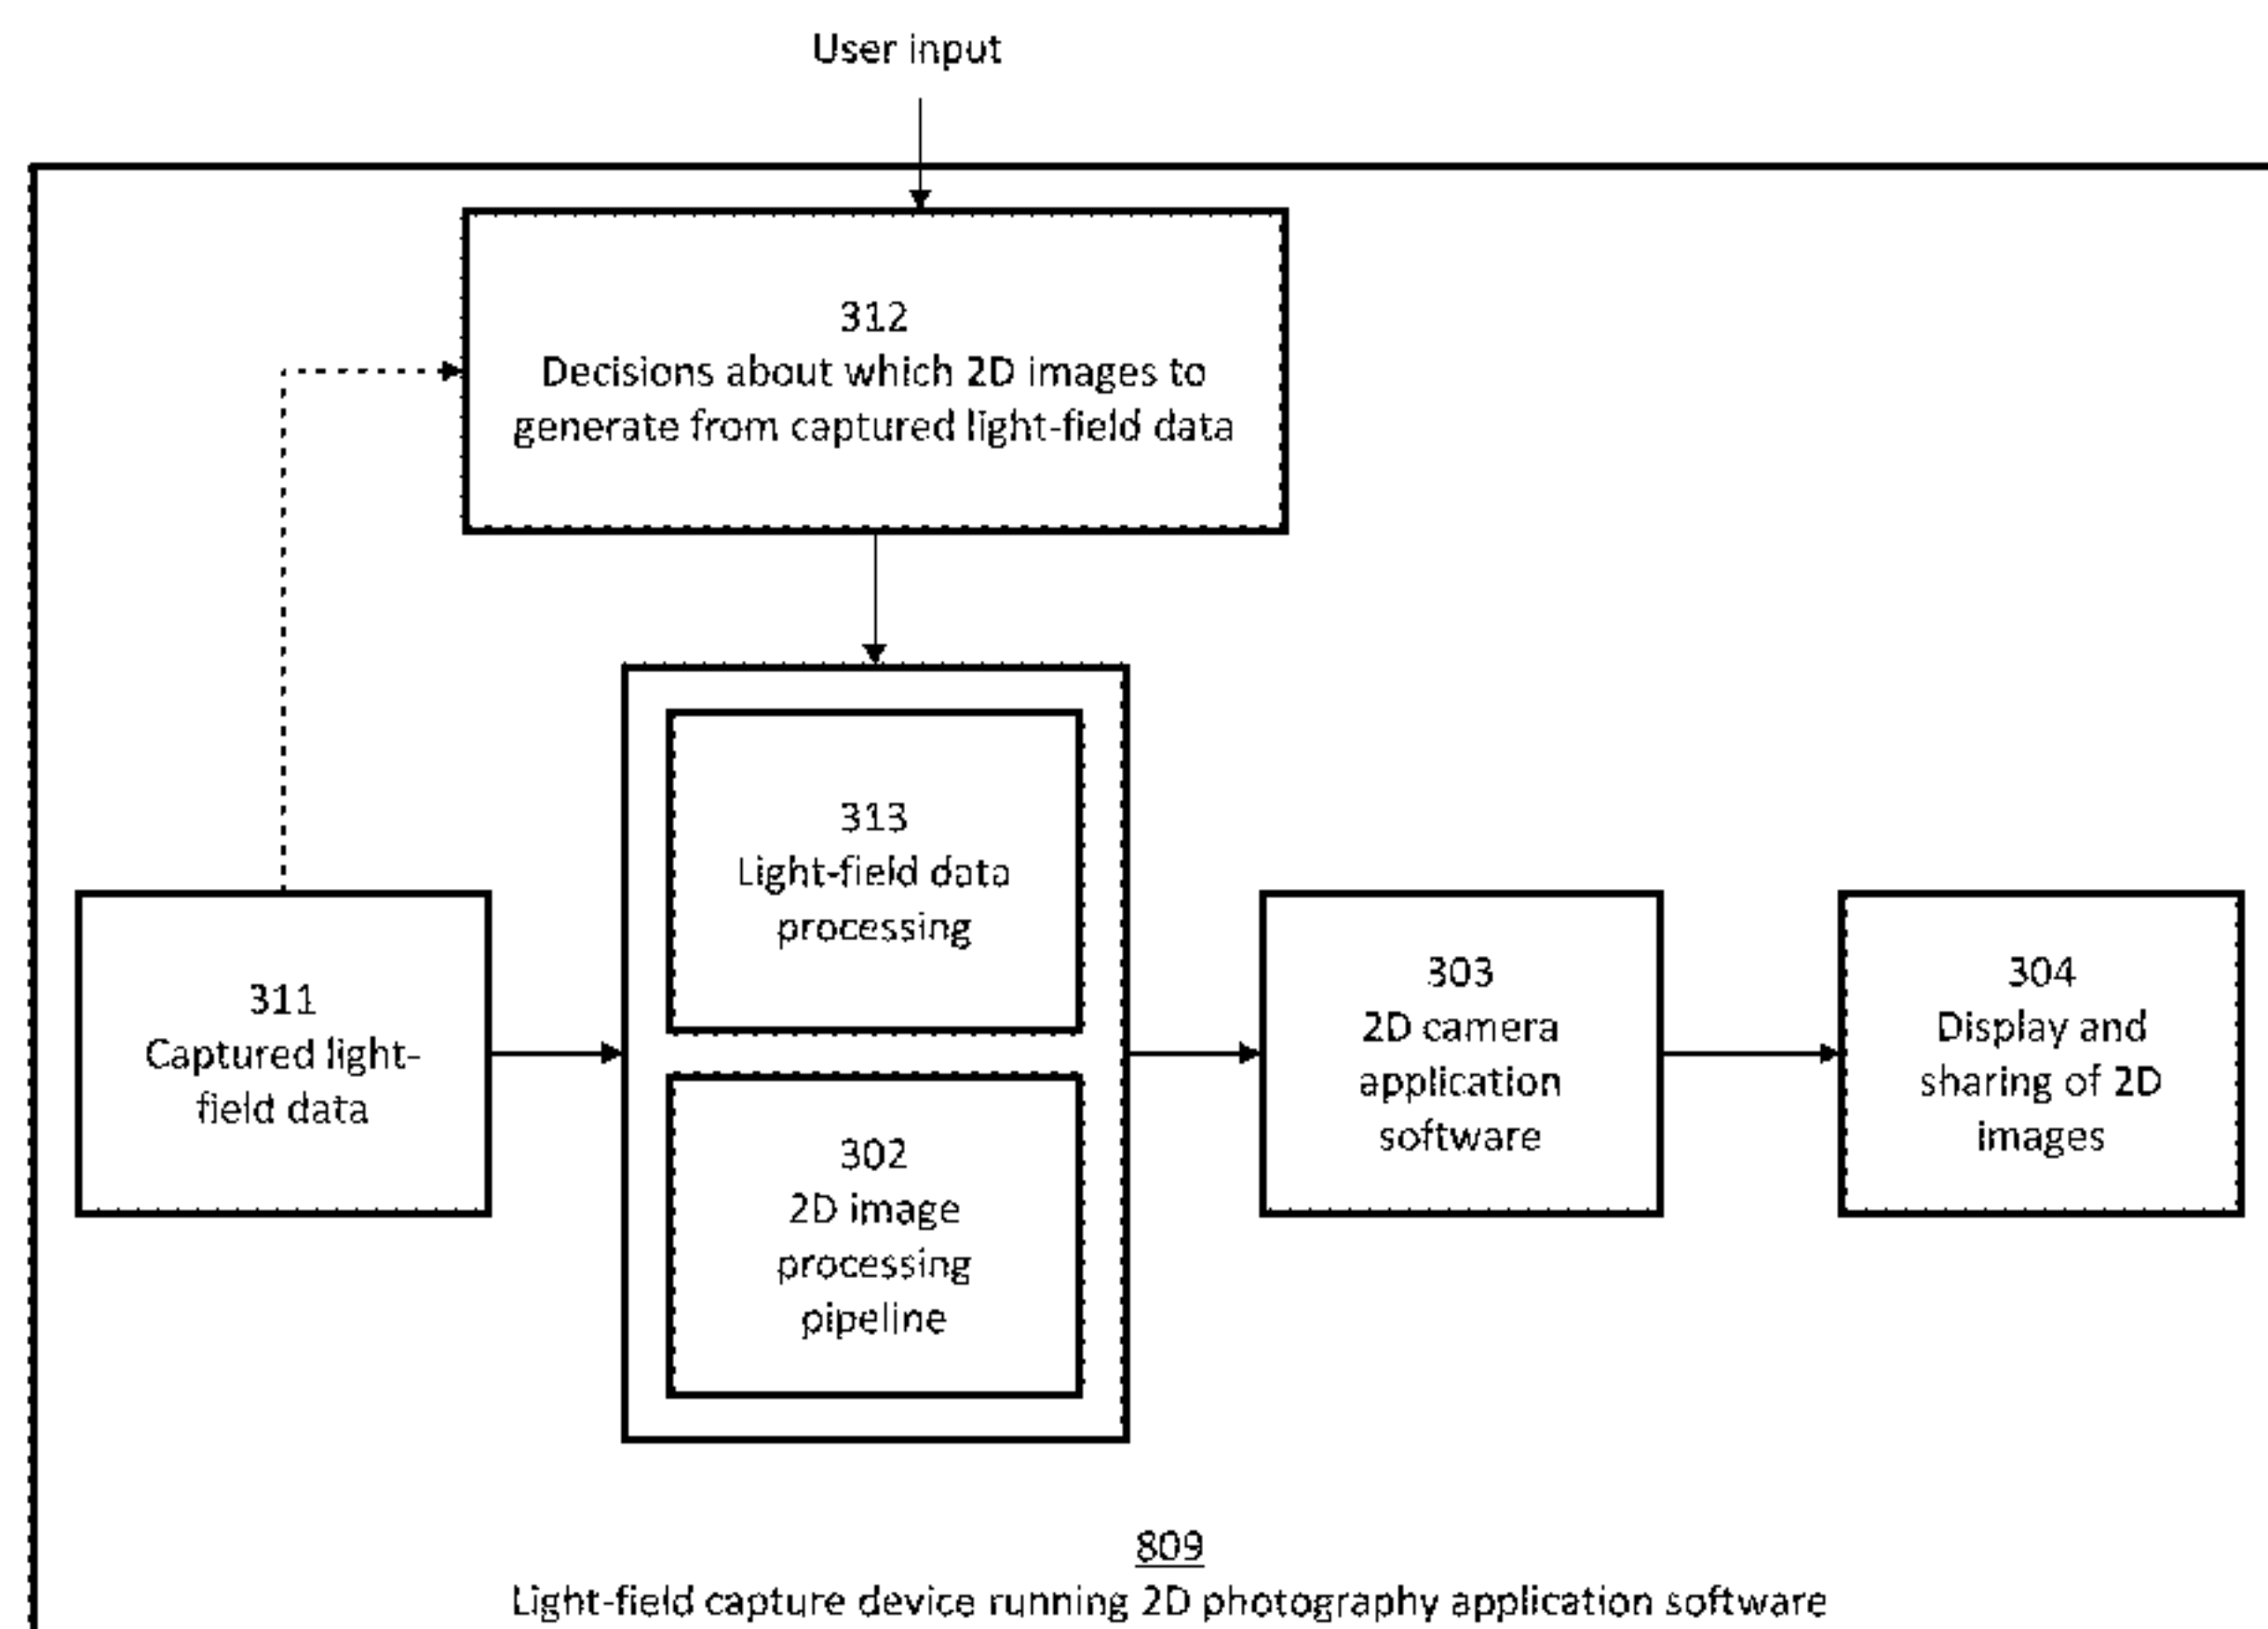 User input
312
Decisions about which 2D images to
generate from captured light-field data
313
Light-field data
processing
311
Captured light-
field data
302
2D image
processing
pipeline
303
2D camera
application
software
304
Display and
sharing of 2D
images
809
Light-field capture device running 2D photography application software